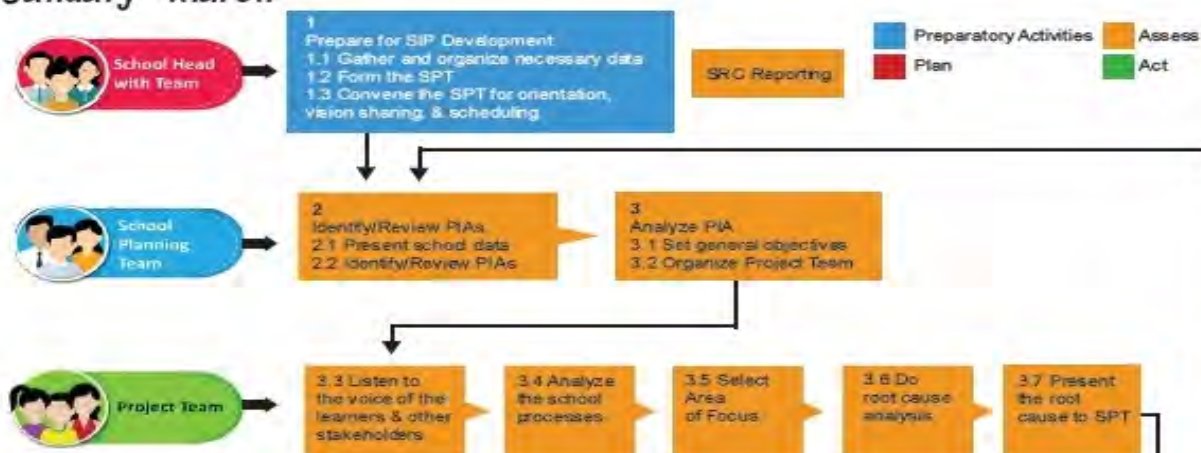 School Head
with Team
1
Prepare for SIP Development
1.1 Gather and organize necessary data
1.2 Form the SPT
1.3 Convene the SPT for orientation,
vision sharing, & scheduling
SRC Reporting
Preparatory Activities
Assess
Plan
Act
School
Planning
Team
2
Identify/Review PIAs
2.1 Present school data
2.2 Identify/Review PIAs
3
Analyze PIA
3.1 Set general objectives
3.2 Organize Project Team
Project Team
3.3 Listen to
the voice of the
learners & other
stakeholders
3.4 Analyze
the school
processes
3.5 Select
Area
of Focus
3.6 Do
root cause
analysis
3.7 Present
the root
cause to SPT